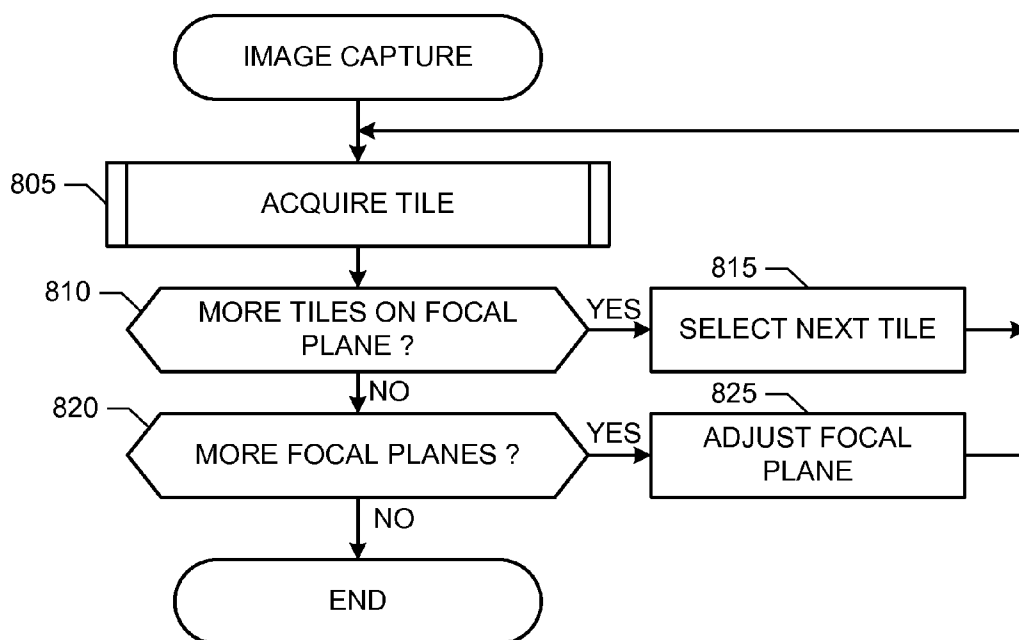 IMAGE CAPTURE
805
ACQUIRE TILE
810
MORE TILES ON FOCAL
PLANE ?
YES
815
SELECT NEXT TILE
NO
820
MORE FOCAL PLANES ?
YES
825
ADJUST FOCAL
PLANE
NO
END